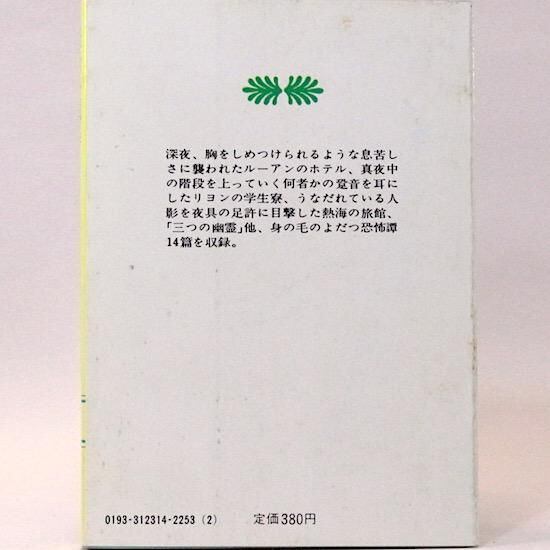 深夜、胸をしめつけられるような息苦し
さに襲われたルーアンのホテル、真夜中
の階段を上っていく何者かの跫音を耳に
したリヨンの学生寮、うなだれている人
影を夜具の足許に目撃した熱海の旅館、
「三つの幽霊」他、身の毛のよだつ恐怖譚
14篇を収録。
0193-312314-2253(2) 定価380円